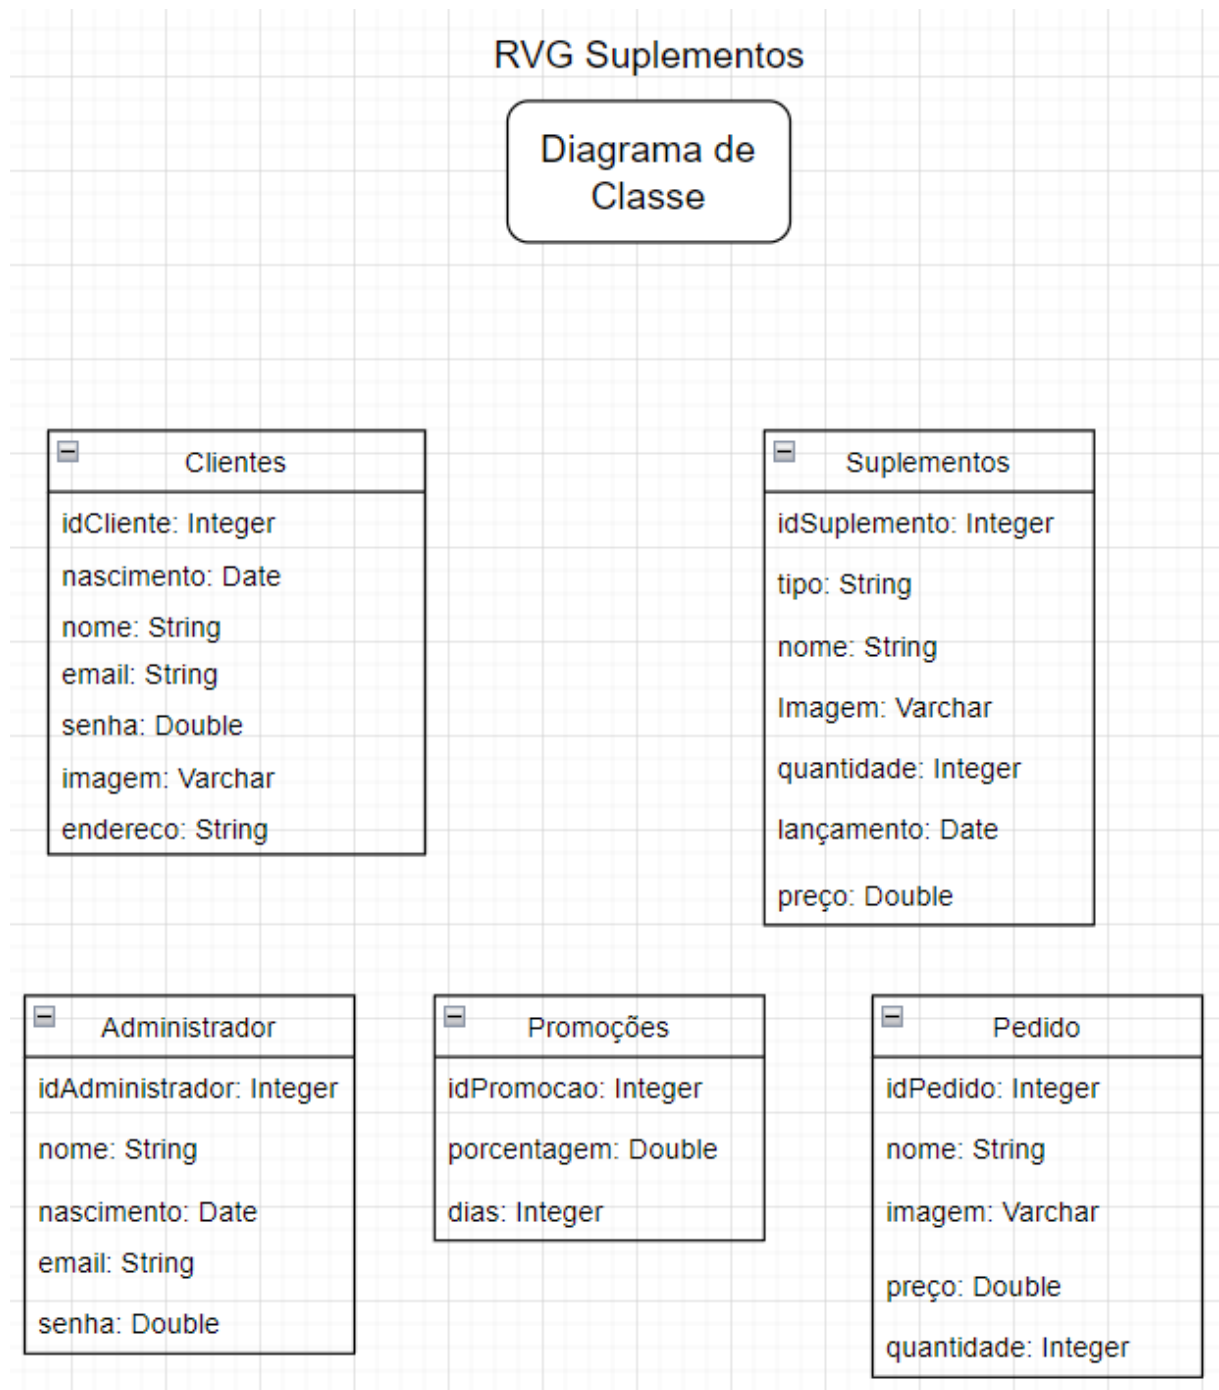 RVG Suplementos
Diagrama de
Classe
Clientes
idCliente: Integer
nascimento: Date
nome: String
email: String
senha: Double
imagem: Varchar
endereco: String
Suplementos
idSuplemento: Integer
tipo: String
nome: String
Imagem: Varchar
quantidade: Integer
lançamento: Date
preço: Double
Administrador
idAdministrador: Integer
nome: String
nascimento: Date
email: String
senha: Double
Promoções
idPromocao: Integer
porcentagem: Double
dias: Integer
Pedido
idPedido: Integer
nome: String
imagem: Varchar
preço: Double
quantidade: Integer